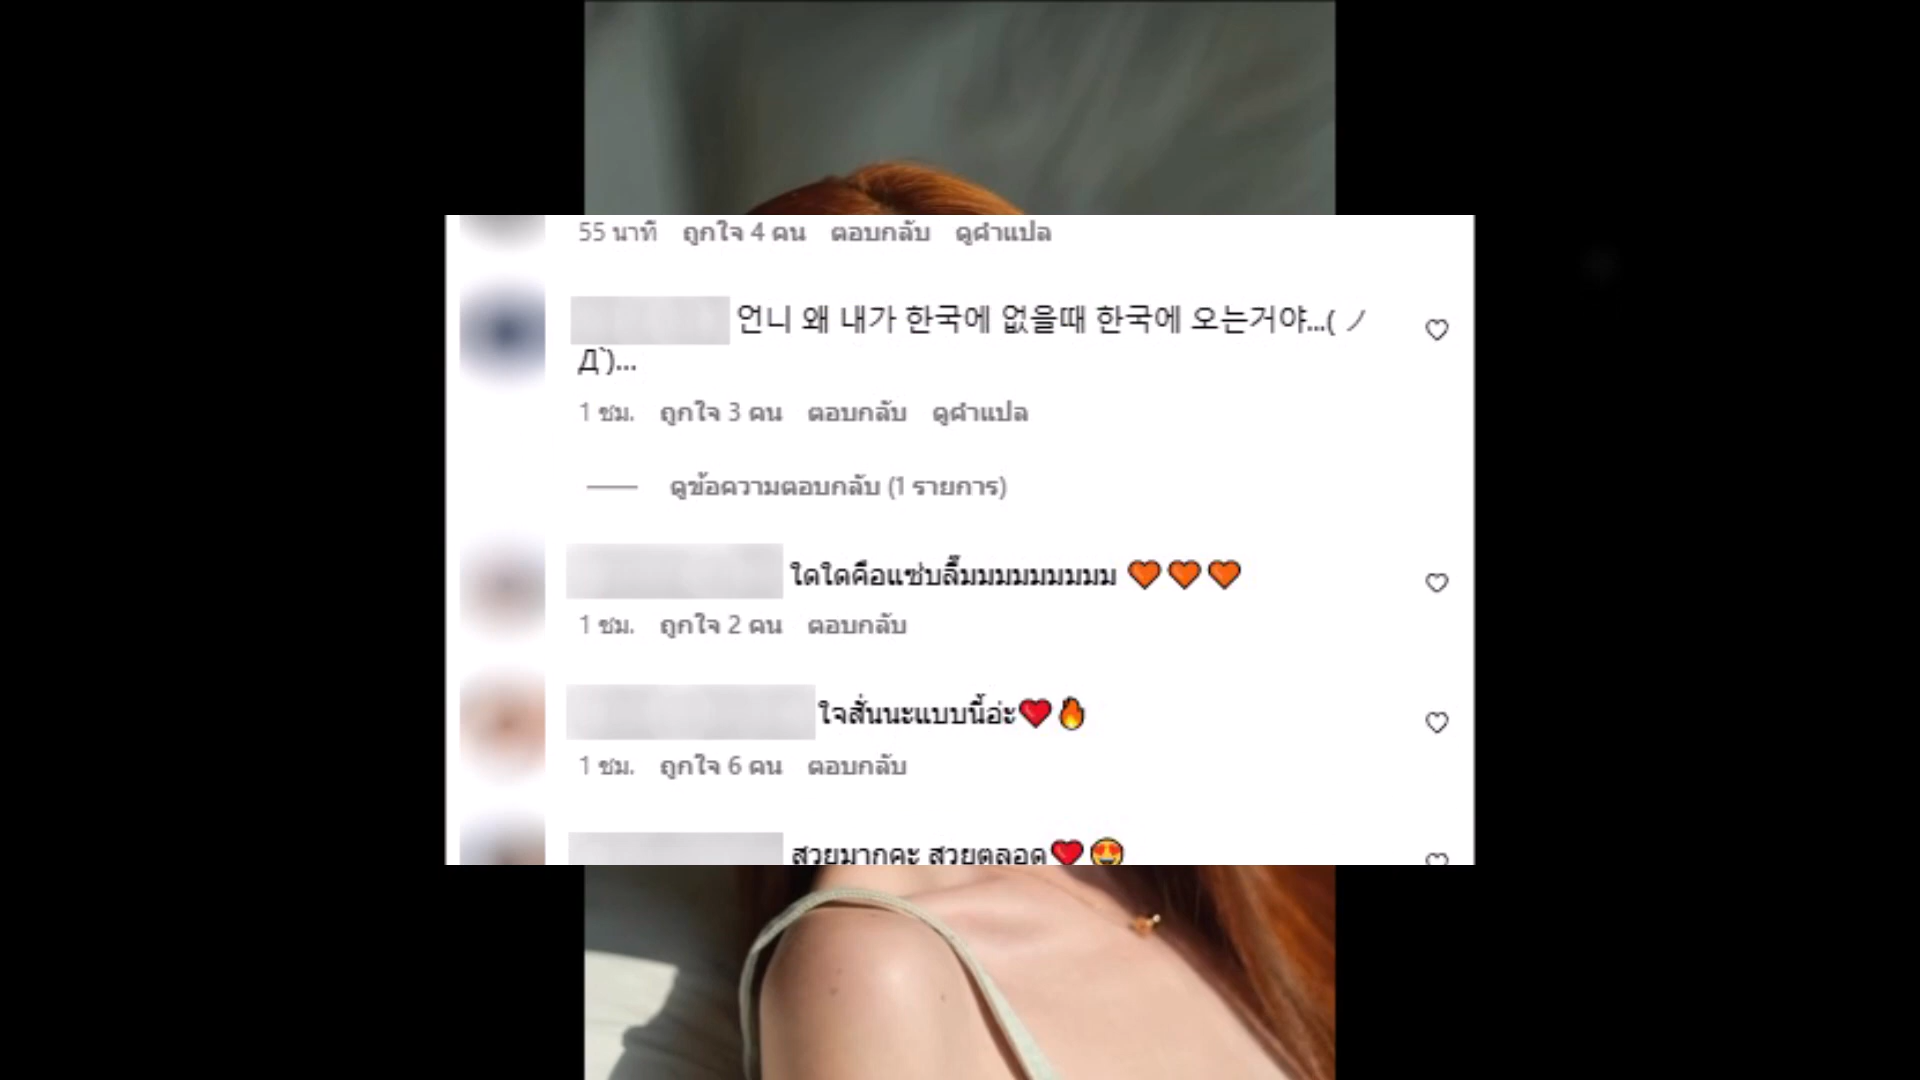 55 นาที ถูกใจ 4 คน ตอบกลับ ดูคำแปล
언니 왜 내가 한국에 없을때 한국에 오는거야...( ノ
Д`)...
1 ชม. ถูกใจ 3 คน ตอบกลับ ดูคำแปล
ดูข้อความตอบกลับ (1 รายการ)
ใดใดคือแซ่บลื๊มมมมมมมมม 🧡🧡🧡
1 ชม. ถูกใจ 2 คน ตอบกลับ
ใจสั่นนะแบบนี้อ่ะ❤️🔥
1 ชม. ถูกใจ 6 คน ตอบกลับ
สวยมากคะ สวยตลอด❤️😍